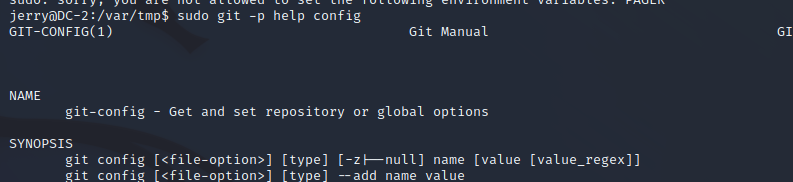 sudo: sorry, you are not allowed to set the following environment variables: PAGER
jerry@DC-2:/var/tmp$ sudo git -p help config
GIT-CONFIG(1) Git Manual GI
NAME
git-config - Get and set repository or global options
SYNOPSIS
git config [<file-option>] [type] [-z|--null] name [value [value_regex]]
git config [<file-option>] [type] --add name value